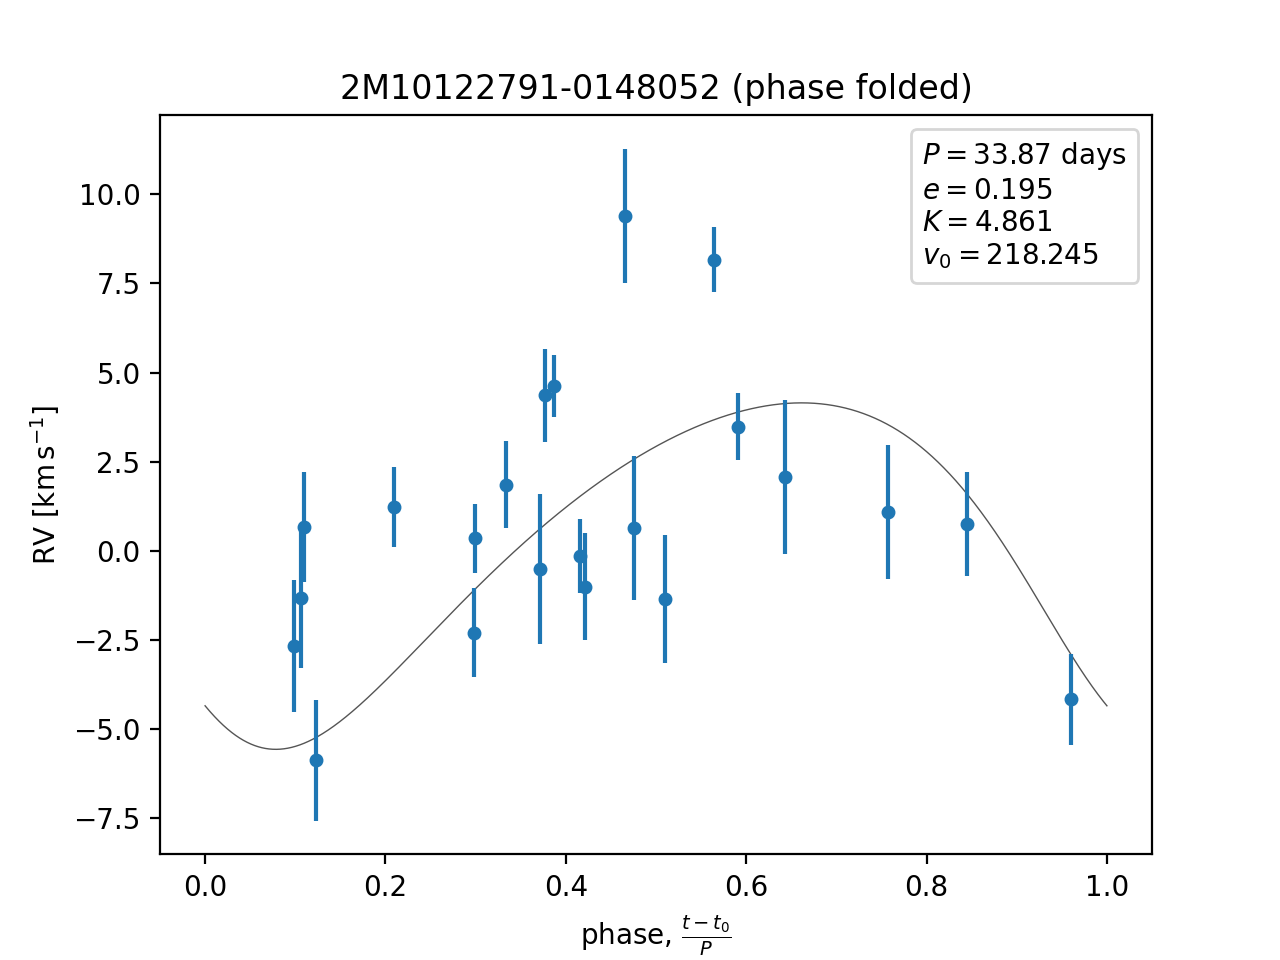 2M10122791-0148052 (phase folded)
P = 33.87 days
e = 0.195
K = 4.861
v₀ = 218.245
10.0
7.5
5.0
2.5
0.0
−2.5
−5.0
−7.5
RV [km s⁻¹]
0.0 0.2 0.4 0.6 0.8 1.0
phase, (t − t₀)/P